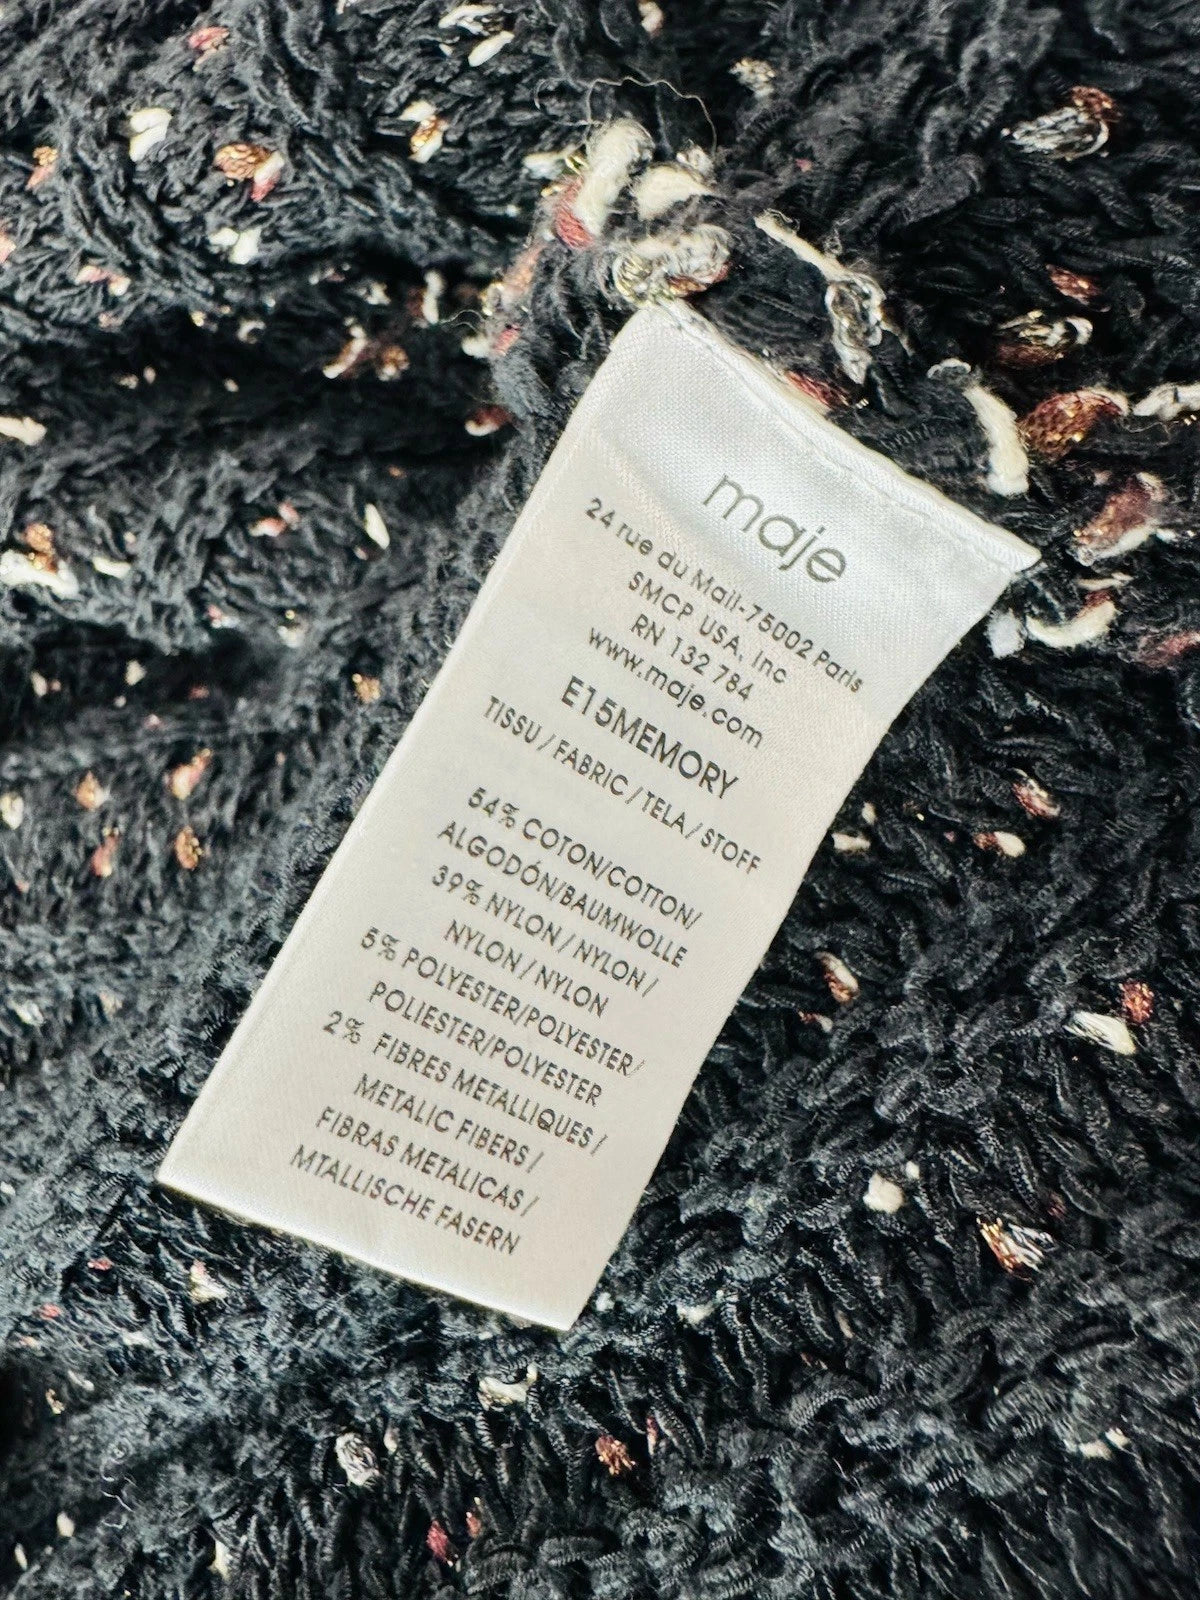 maje
24 rue du Mail-75002 Paris
SMCP USA, Inc
RN 132 784
www.maje.com
E15MEMORY
TISSU / FABRIC / TELA / STOFF
54% COTON/COTTON/
ALGODÓN/BAUMWOLLE
39% NYLON / NYLON /
NYLON / NYLON
5% POLYESTER/POLYESTER/
POLIESTER/POLYESTER
2% FIBRES METALLIQUES /
METALIC FIBERS /
FIBRAS METALICAS /
MTALLISCHE FASERN